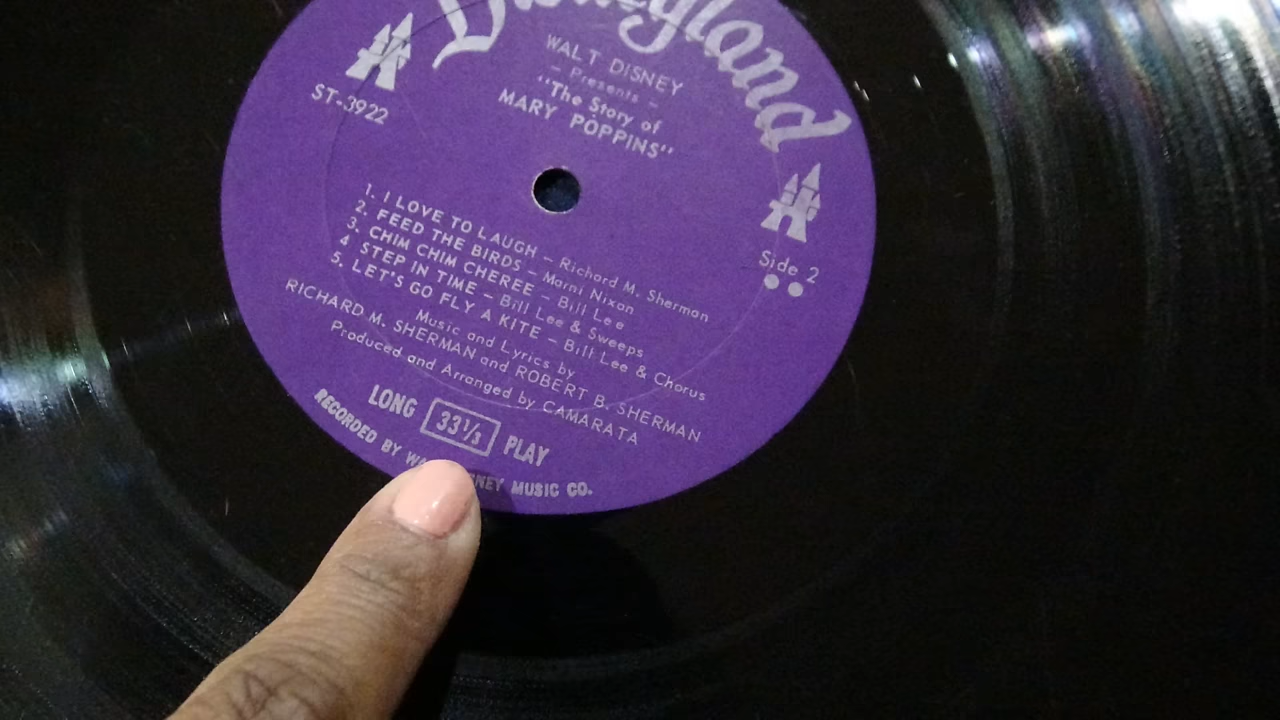 Disneyland
WALT DISNEY
- Presents -
"The Story of
MARY POPPINS"
ST-3922
Side 2
1. I LOVE TO LAUGH - Richard M. Sherman
2. FEED THE BIRDS - Marni Nixon
3. CHIM CHIM CHEREE - Bill Lee
4. STEP IN TIME - Bill Lee & Sweeps
5. LET'S GO FLY A KITE - Bill Lee & Chorus
Music and Lyrics by
RICHARD M. SHERMAN and ROBERT B. SHERMAN
Produced and Arranged by CAMARATA
LONG 33⅓ PLAY
RECORDED BY WALT DISNEY MUSIC CO.